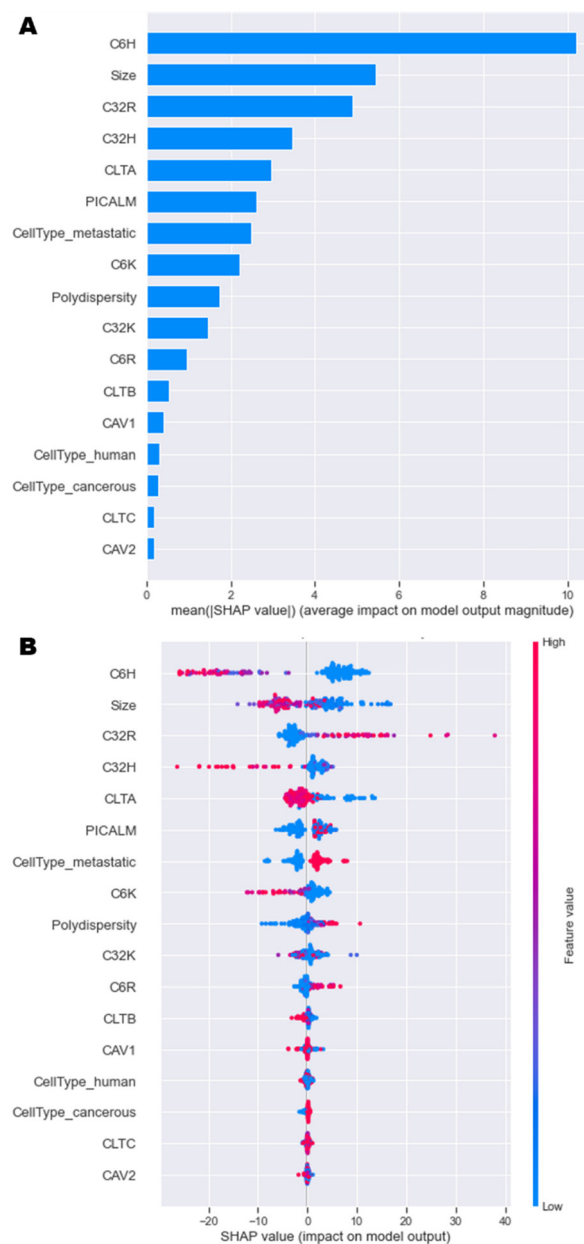 A
C6H
Size
C32R
C32H
CLTA
PICALM
CellType_metastatic
C6K
Polydispersity
C32K
C6R
CLTB
CAV1
CellType_human
CellType_cancerous
CLTC
CAV2
0 2 4 6 8 10
mean(|SHAP value|) (average impact on model output magnitude)
B
High
C6H
Size
C32R
C32H
CLTA
PICALM
CellType_metastatic
C6K
Polydispersity
C32K
C6R
CLTB
CAV1
CellType_human
CellType_cancerous
CLTC
CAV2
Feature value
Low
−20 −10 0 10 20 30 40
SHAP value (impact on model output)